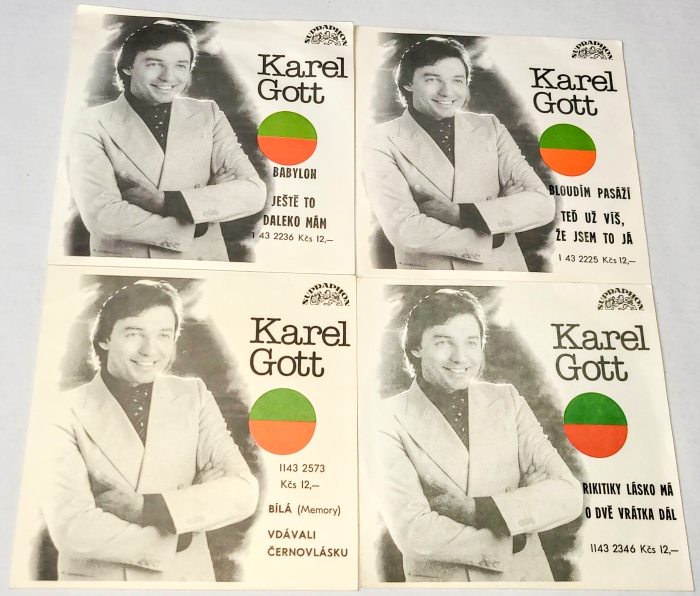 SUPRAPHON
Karel
Gott
BABYLON
JEŠTĚ TO
DALEKO MÁM
1 43 2236 Kčs 12,—
SUPRAPHON
Karel
Gott
BLOUDÍM PASÁŽÍ
TEĎ UŽ VÍŠ,
ŽE JSEM TO JÁ
1 43 2225 Kčs 12,—
SUPRAPHON
Karel
Gott
1143 2573
Kčs 12,—
BÍLÁ (Memory)
VDÁVALI
ČERNOVLÁSKU
SUPRAPHON
Karel
Gott
RIKITIKY LÁSKO MÁ
O DVĚ VRÁTKA DÁL
1143 2346 Kčs 12,—